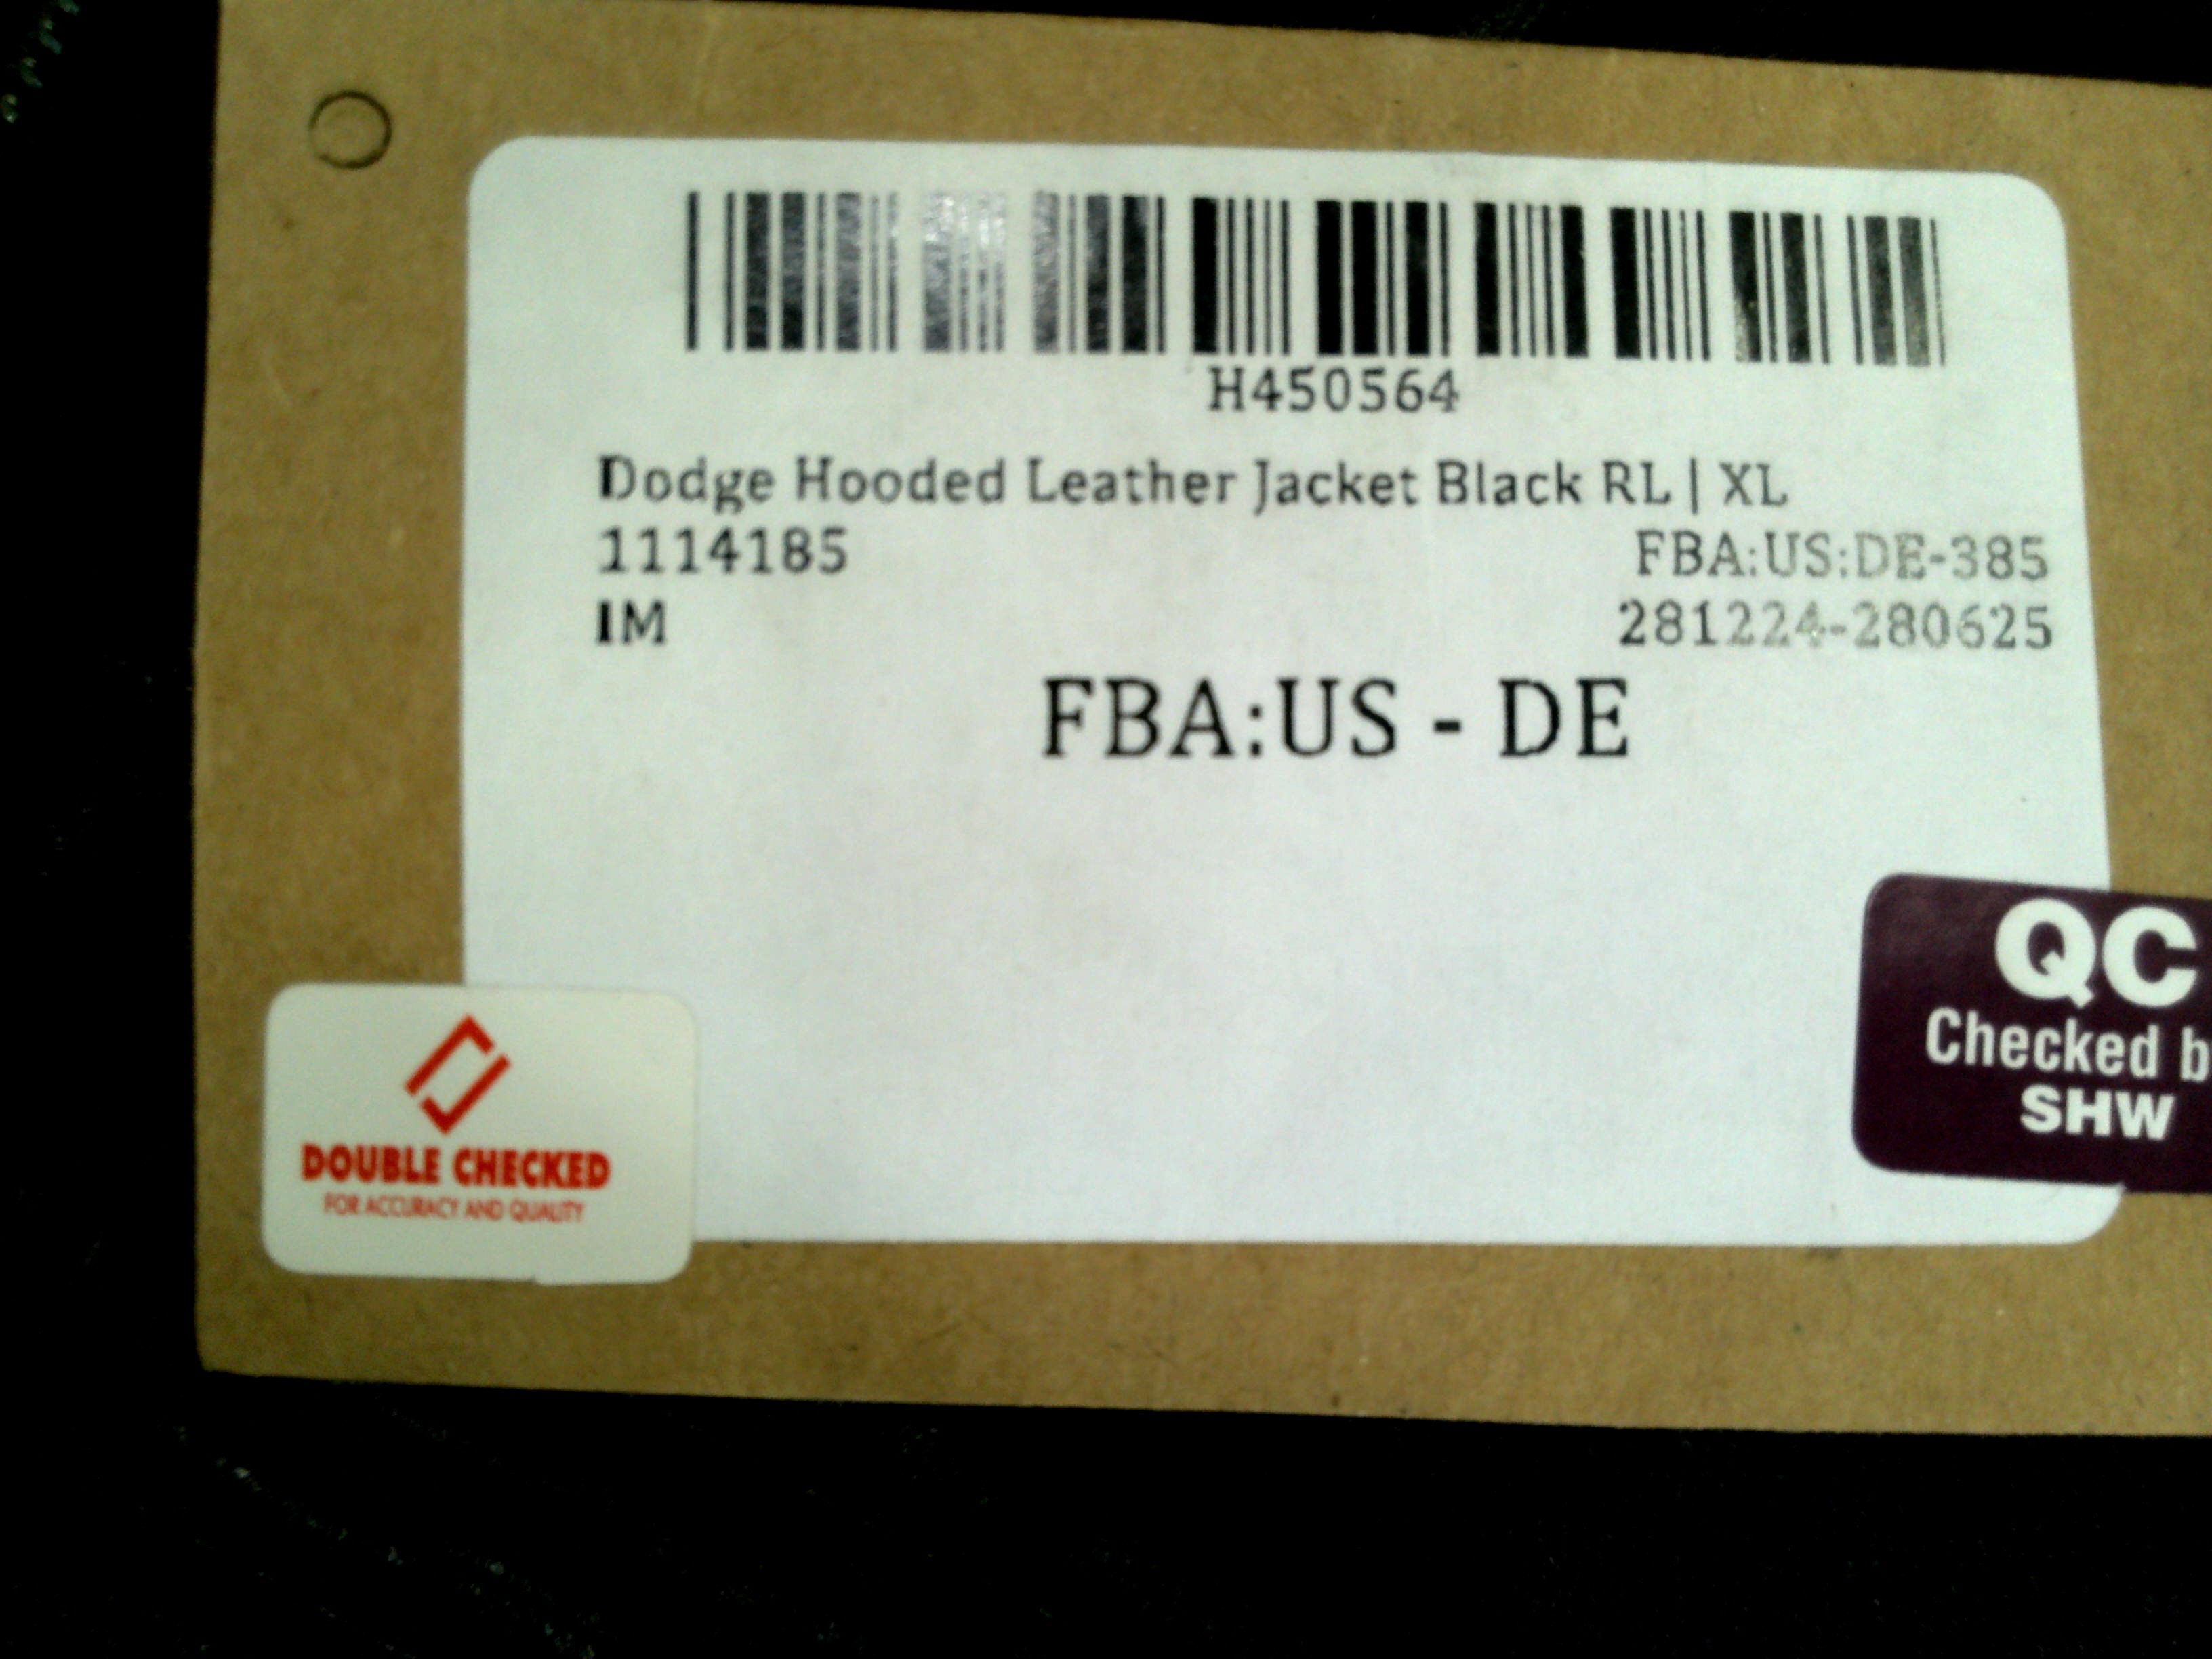 H450564
Dodge Hooded Leather Jacket Black RL | XL
1114185 FBA:US:DE-385
IM 281224-280625
FBA:US - DE
QC
Checked b
SHW
DOUBLE CHECKED
FOR ACCURACY AND QUALITY